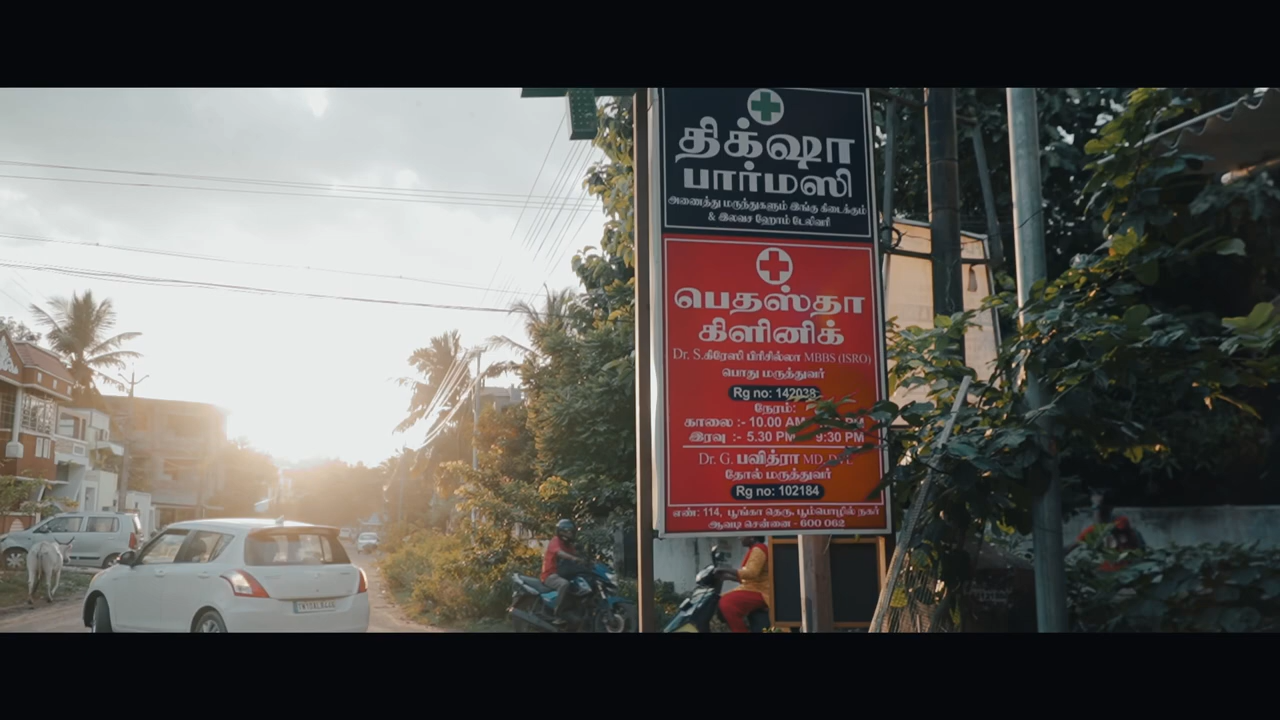 திக்ஷா
பார்மஸி
அனைத்து மருந்துகளும் இங்கு கிடைக்கும்
& இலவச ஹோம் டேலிவரி
பெதஸ்தா
கிளினிக்
Dr. S.கிரேஸி பிரிசில்லா MBBS (ISRO)
பொது மருத்துவர்
Rg no: 142038
நேரம்:
காலை :- 10.00 AM
இரவு :- 5.30 PM 9:30 PM
Dr. G. பவித்ரா MD,
தோல் மருத்துவர்
Rg no: 102184
எண்: 114, பூங்கா தெரு, பூம்பொழில் நகர்
ஆவடி சென்னை - 600 062